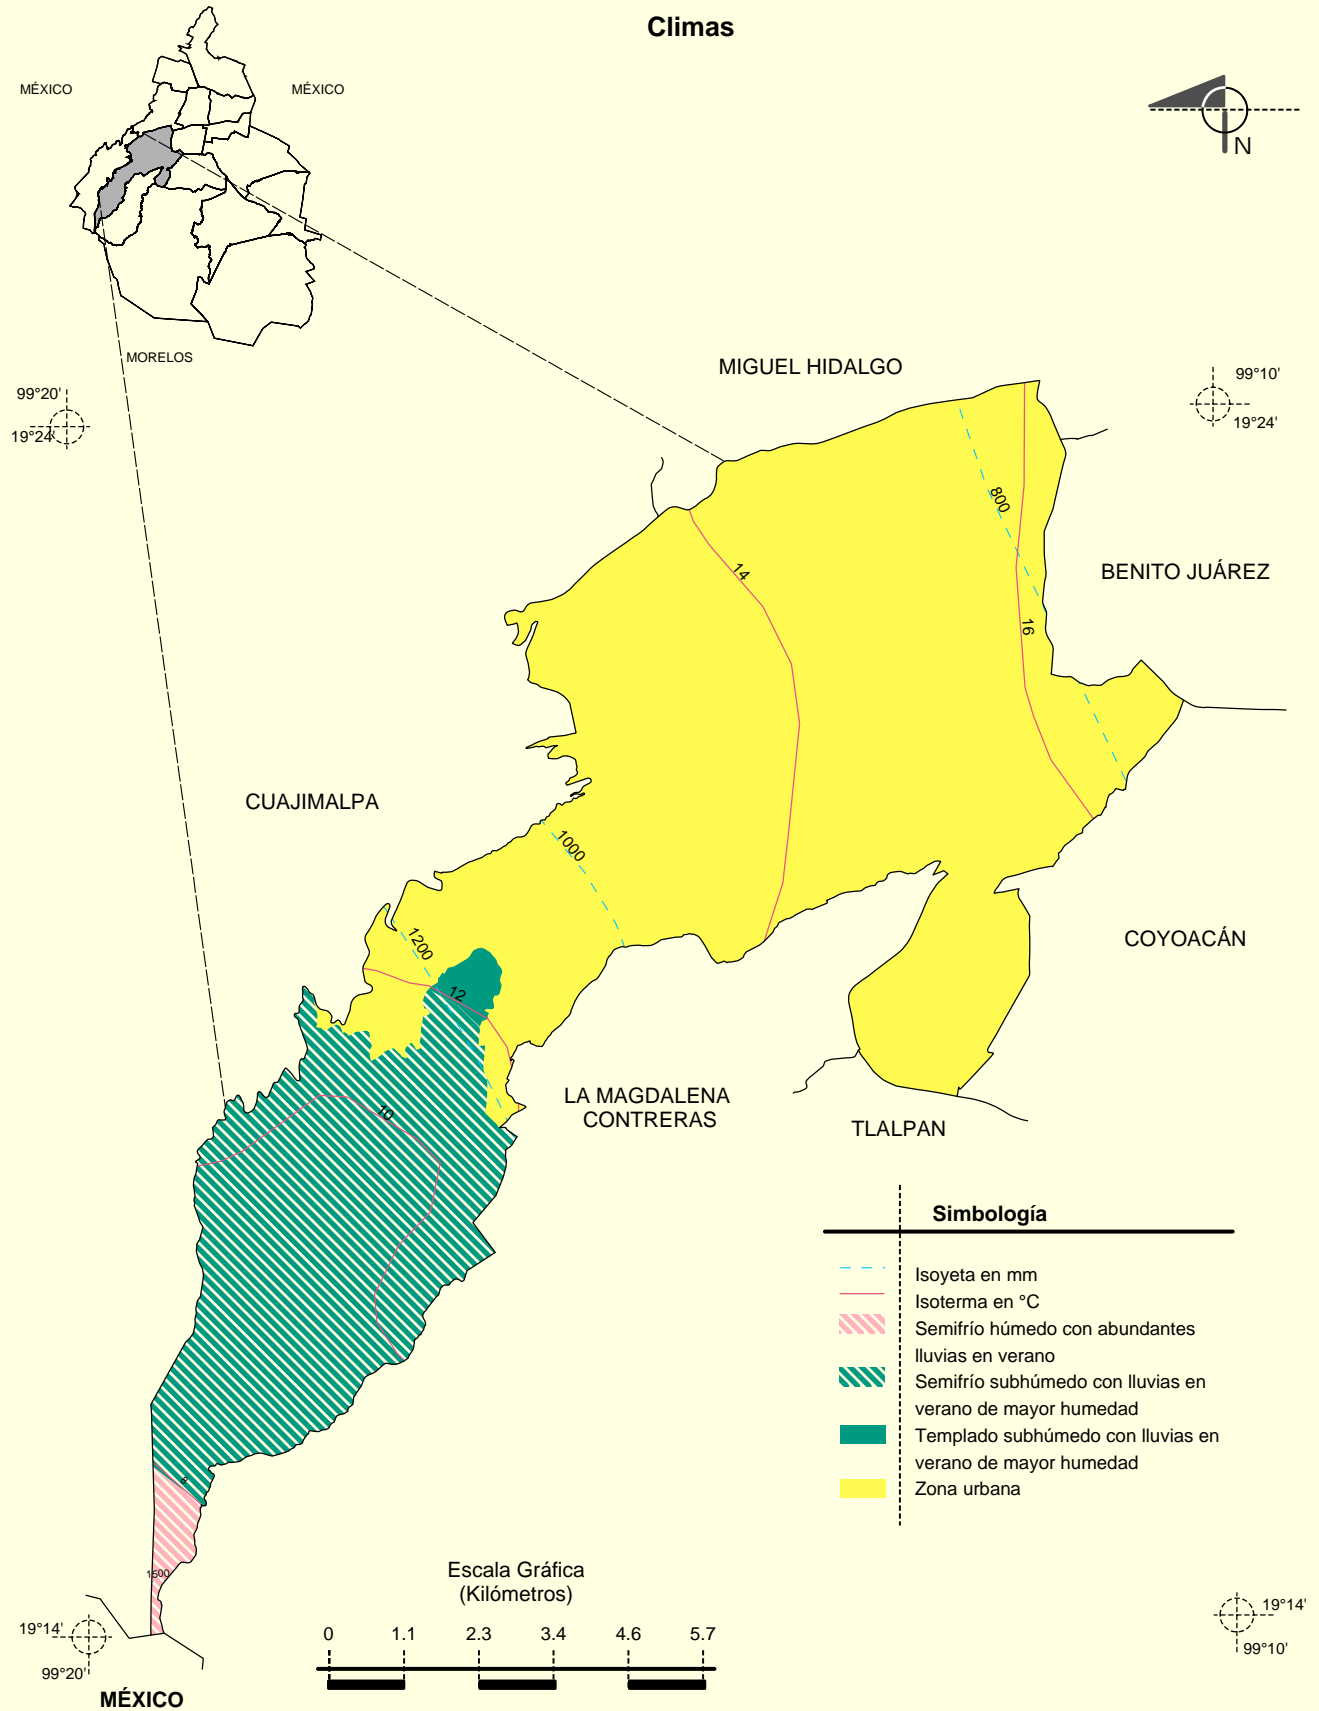 Climas
MÉXICO
MÉXICO
N
MORELOS
MIGUEL HIDALGO
99°20'
19°24'
99°10'
19°24'
800
BENITO JUÁREZ
14
16
CUAJIMALPA
1000
1200
COYOACÁN
12
LA MAGDALENA
CONTRERAS
10
TLALPAN
Simbología
Isoyeta en mm
Isoterma en °C
Semifrío húmedo con abundantes
lluvias en verano
Semifrío subhúmedo con lluvias en
verano de mayor humedad
Templado subhúmedo con lluvias en
verano de mayor humedad
Zona urbana
8
1500
Escala Gráfica
(Kilómetros)
0 1.1 2.3 3.4 4.6 5.7
19°14'
99°20'
19°14'
99°10'
MÉXICO